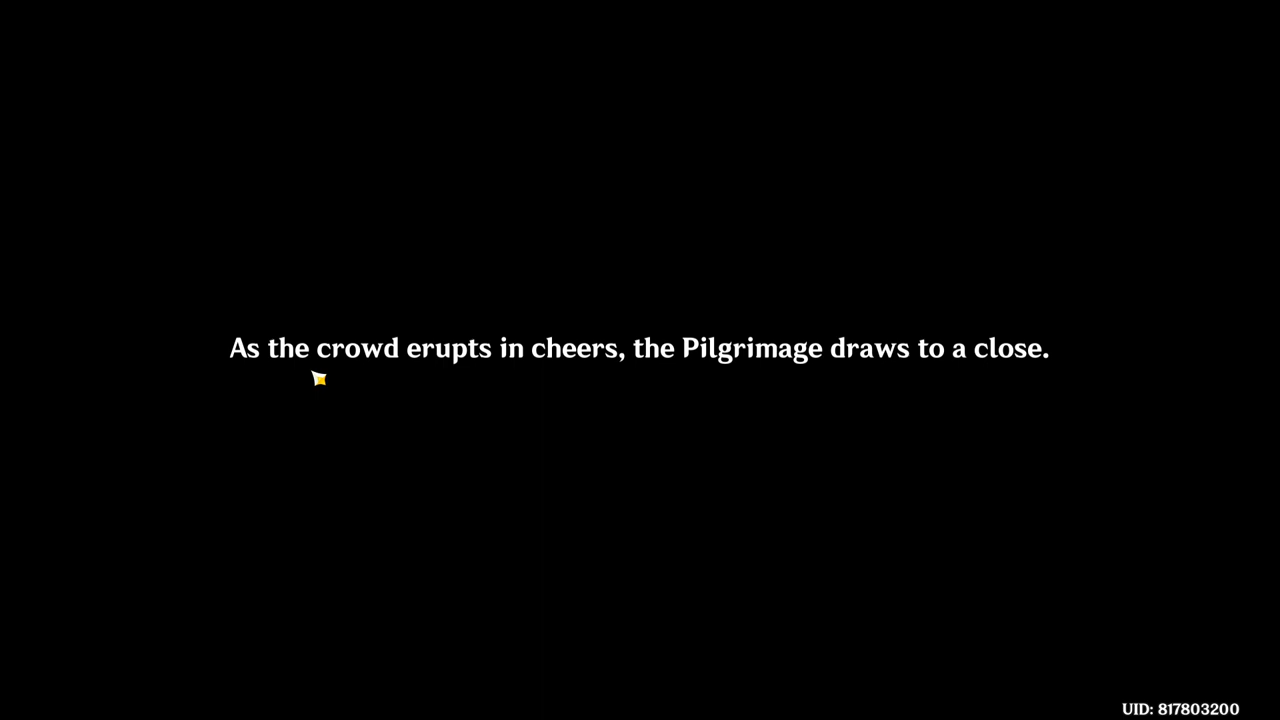 As the crowd erupts in cheers, the Pilgrimage draws to a close.
UID: 817803200